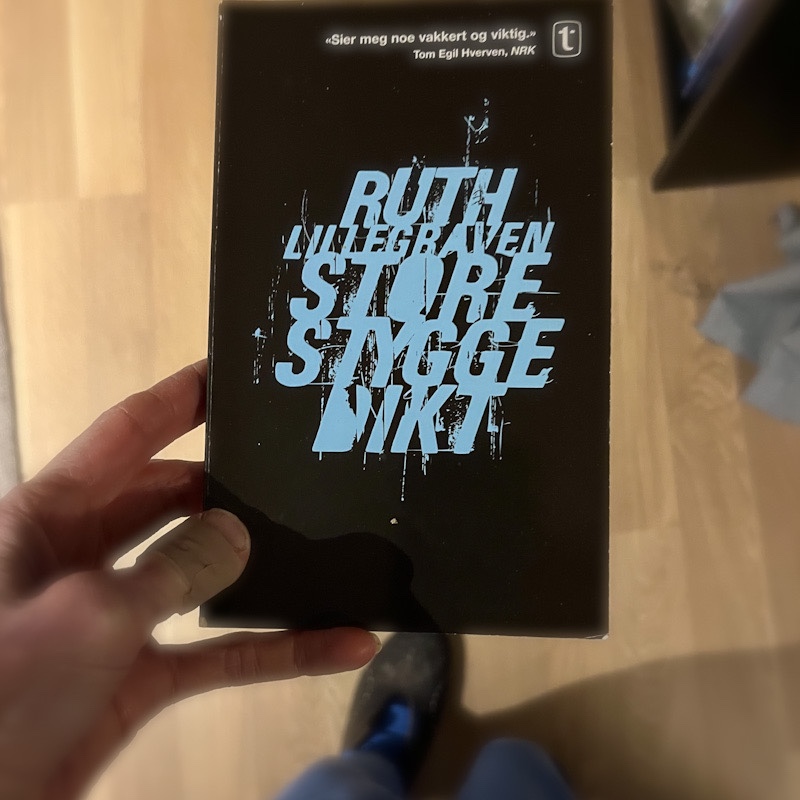 «Sier meg noe vakkert og viktig.»
Tom Egil Hverven, NRK
t
RUTH
LILLEGRAVEN
STORE
STYGGE
DIKT